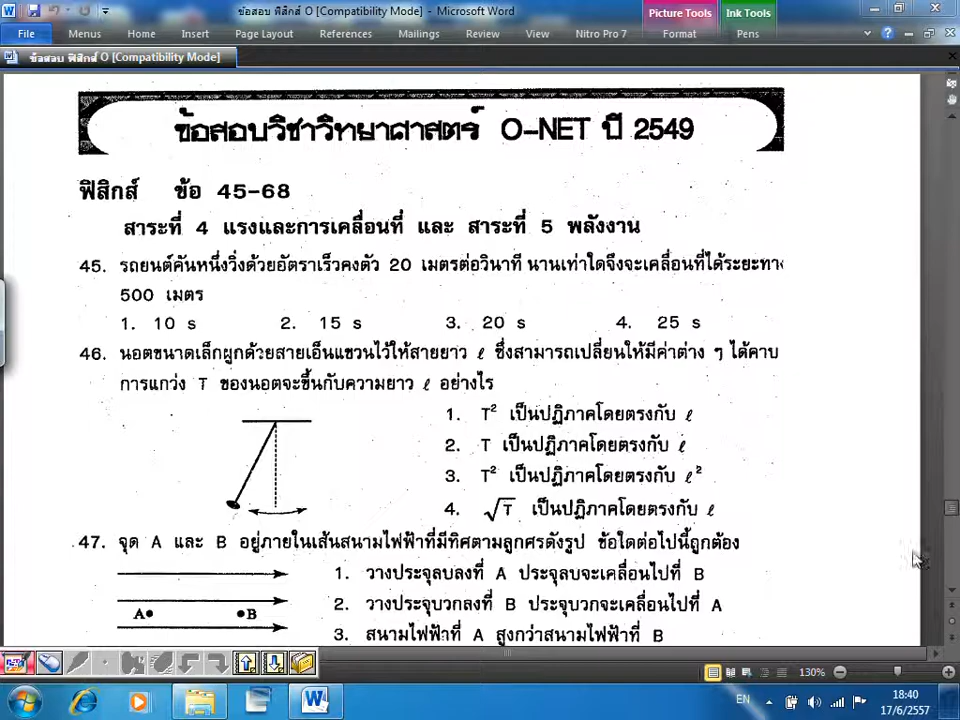 ข้อสอบ ฟิสิกส์ O [Compatibility Mode] - Microsoft Word
Picture Tools
Ink Tools
File Menus Home Insert Page Layout References Mailings Review View Nitro Pro 7 Format Pens
ข้อสอบ ฟิสิกส์ O [Compatibility Mode]
ข้อสอบวิชาวิทยาศาสตร์ O-NET ปี 2549
ฟิสิกส์ ข้อ 45-68
สาระที่ 4 แรงและการเคลื่อนที่ และ สาระที่ 5 พลังงาน
45. รถยนต์คันหนึ่งวิ่งด้วยอัตราเร็วคงตัว 20 เมตรต่อวินาที นานเท่าใดจึงจะเคลื่อนที่ได้ระยะทาง
500 เมตร
1. 10 s 2. 15 s 3. 20 s 4. 25 s
46. นอตขนาดเล็กผูกด้วยสายเอ็นแขวนไว้ให้สายยาว ℓ ซึ่งสามารถเปลี่ยนให้มีค่าต่าง ๆ ได้คาบ
การแกว่ง T ของนอตจะขึ้นกับความยาว ℓ อย่างไร
1. T² เป็นปฏิภาคโดยตรงกับ ℓ
2. T เป็นปฏิภาคโดยตรงกับ ℓ
3. T² เป็นปฏิภาคโดยตรงกับ ℓ²
4. √T เป็นปฏิภาคโดยตรงกับ ℓ
47. จุด A และ B อยู่ภายในเส้นสนามไฟฟ้าที่มีทิศตามลูกศรดังรูป ข้อใดต่อไปนี้ถูกต้อง
1. วางประจุลบลงที่ A ประจุลบจะเคลื่อนไปที่ B
2. วางประจุบวกลงที่ B ประจุบวกจะเคลื่อนไปที่ A
A B
3. สนามไฟฟ้าที่ A สูงกว่าสนามไฟฟ้าที่ B
130%
EN
18:40
17/6/2557